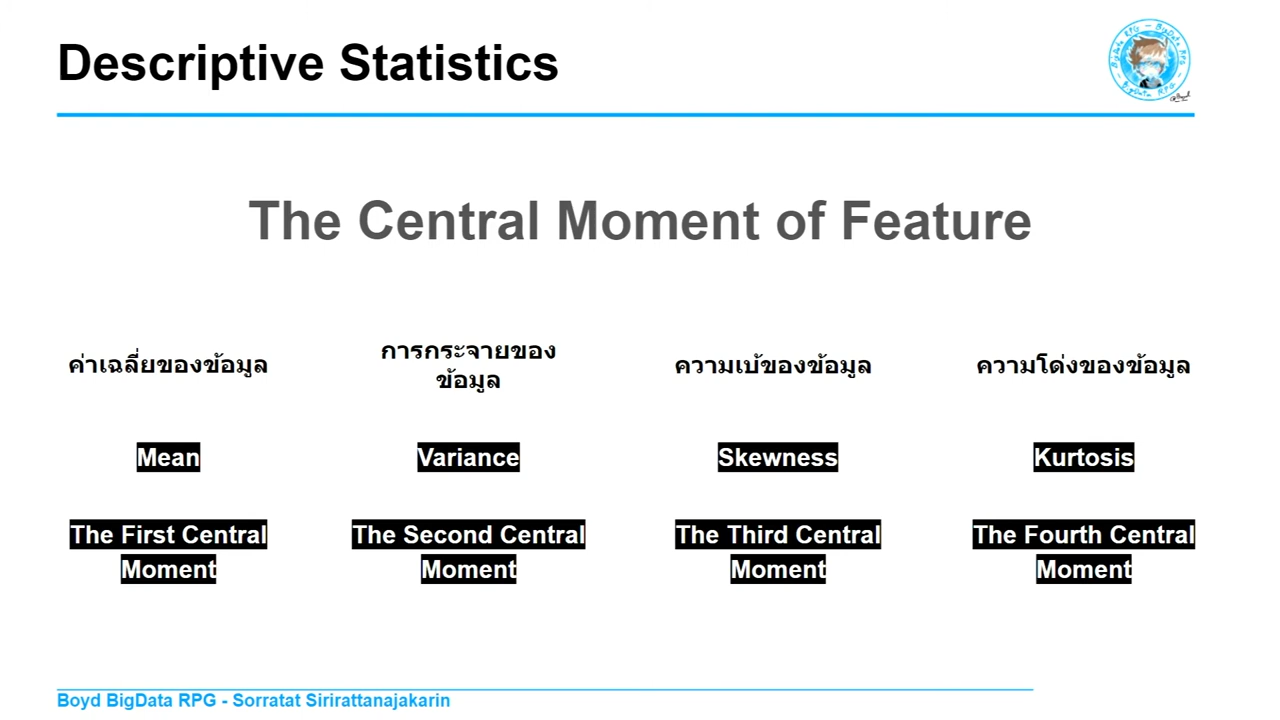 Descriptive Statistics
The Central Moment of Feature
ค่าเฉลี่ยของข้อมูล
การกระจายของ
ข้อมูล
ความเบ้ของข้อมูล
ความโด่งของข้อมูล
Mean
Variance
Skewness
Kurtosis
The First Central
Moment
The Second Central
Moment
The Third Central
Moment
The Fourth Central
Moment
Boyd BigData RPG - Sorratat Sirirattanajakarin